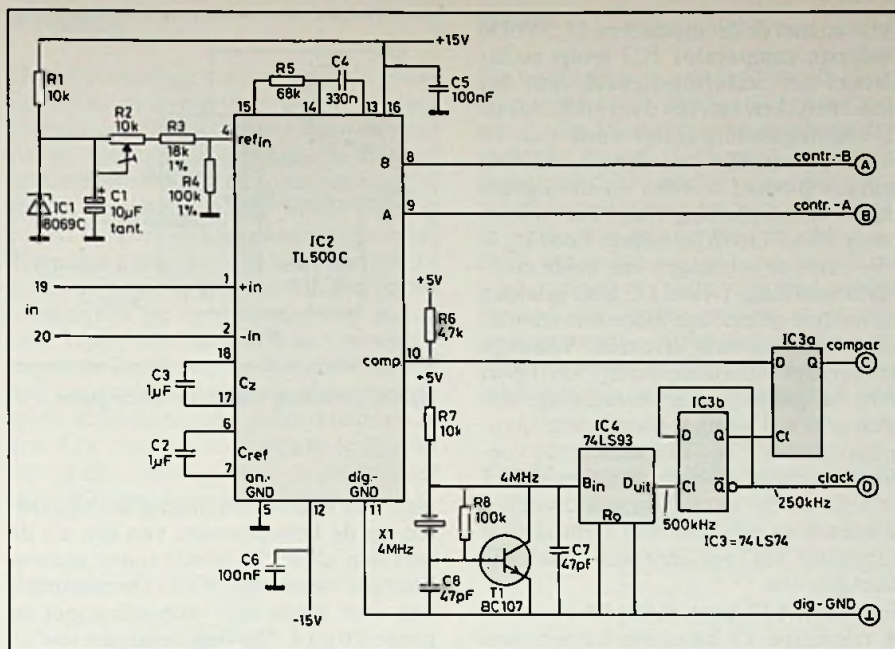 +15V
R1
10k
R5
68k
C4
330n
C5
100nF
15
14
13
16
R2
10k
R3
18k
1%
4
refin
R4
100k
1%
C1
10µF
tant.
IC1
8069C
IC2
TL500C
B
8
contr.-B
A
A
9
contr.-A
B
19
in
20
1
+in
2
-in
+5V
R6
4,7k
comp
10
+5V
R7
10k
18
C3
1µF
17
Cz
6
C2
1µF
7
Cref
an.-
GND
dig.-
GND
5
12
11
C6
100nF
-15V
X1
4MHz
C8
47pF
R8
100k
T1
BC107
4MHz
C7
47pF
IC4
74LS93
Bin
Duit
Ro
500kHz
IC3b
D
Q
Cl
Q
IC3a
D
Q
Cl
compar
C
clock
D
250kHz
IC3=74LS74
dig-GND